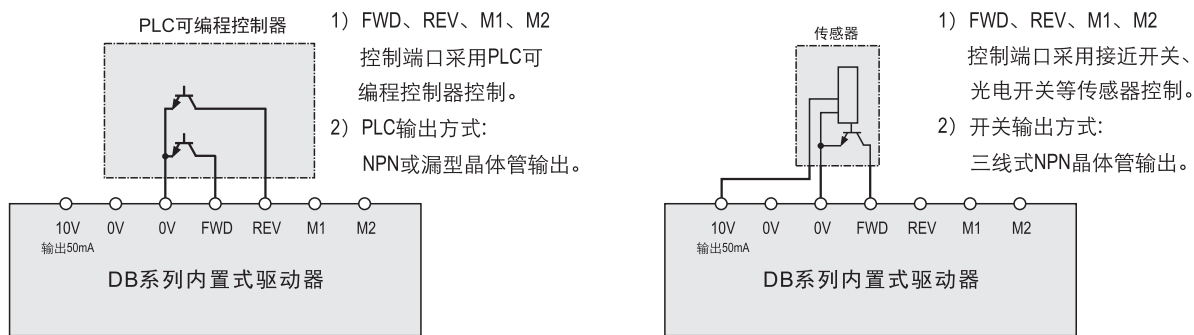 PLC可编程控制器
1）FWD、REV、M1、M2
控制端口采用PLC可
编程控制器控制。
2）PLC输出方式:
NPN或漏型晶体管输出。
10V 0V 0V FWD REV M1 M2
输出50mA
DB系列内置式驱动器
传感器
1）FWD、REV、M1、M2
控制端口采用接近开关、
光电开关等传感器控制。
2）开关输出方式:
三线式NPN晶体管输出。
10V 0V 0V FWD REV M1 M2
输出50mA
DB系列内置式驱动器